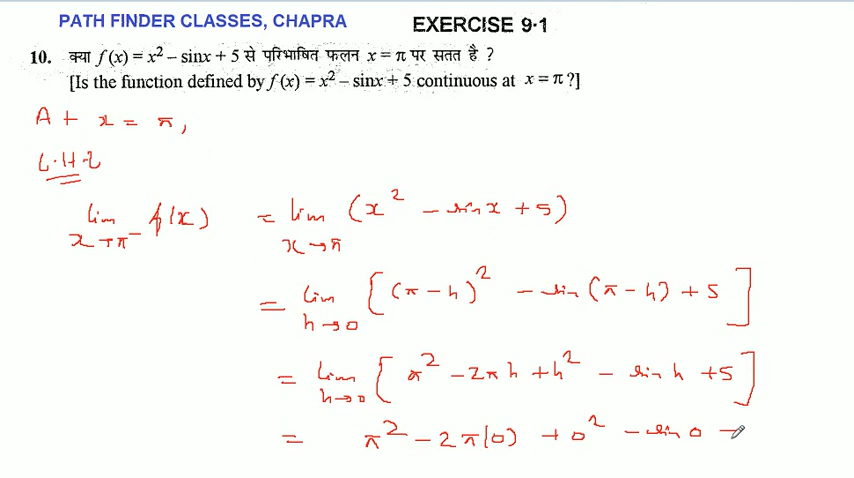 PATH FINDER CLASSES, CHAPRA EXERCISE 9·1
10. क्या f(x) = x² – sinx + 5 से परिभाषित फलन x = π पर सतत है ?
[Is the function defined by f(x) = x² – sinx + 5 continuous at x = π ?]
At x = π,
L.H.L
lim x→π⁻ f(x) = lim x→π (x² – sin x + 5)
= lim h→0 [(π – h)² – sin(π – h) + 5]
= lim h→0 [π² – 2πh + h² – sin h + 5]
= π² – 2π(0) + 0² – sin 0